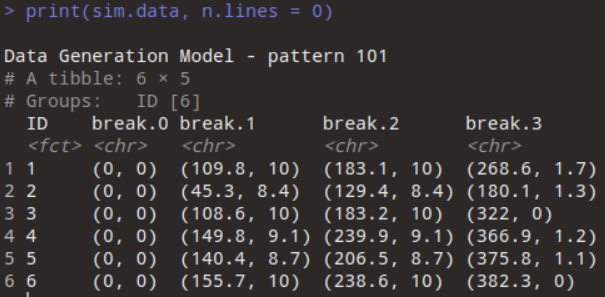 > print(sim.data, n.lines = 0)
Data Generation Model - pattern 101
# A tibble: 6 × 5
# Groups:   ID [6]
  ID    break.0 break.1     break.2     break.3
  <fct> <chr>   <chr>       <chr>       <chr>
1 1     (0, 0)  (109.8, 10) (183.1, 10) (268.6, 1.7)
2 2     (0, 0)  (45.3, 8.4) (129.4, 8.4) (180.1, 1.3)
3 3     (0, 0)  (108.6, 10) (183.2, 10) (322, 0)
4 4     (0, 0)  (149.8, 9.1) (239.9, 9.1) (366.9, 1.2)
5 5     (0, 0)  (140.4, 8.7) (206.5, 8.7) (375.8, 1.1)
6 6     (0, 0)  (155.7, 10) (238.6, 10) (382.3, 0)